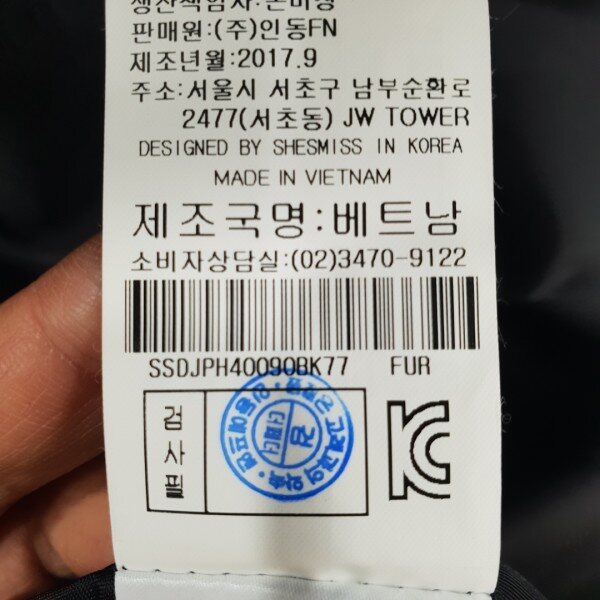 판매원:(주)인동FN
제조년월:2017.9
주소:서울시 서초구 남부순환로
2477(서초동) JW TOWER
DESIGNED BY SHESMISS IN KOREA
MADE IN VIETNAM
제조국명:베트남
소비자상담실:(02)3470-9122
SSDJPH40090BK77 FUR
검사필